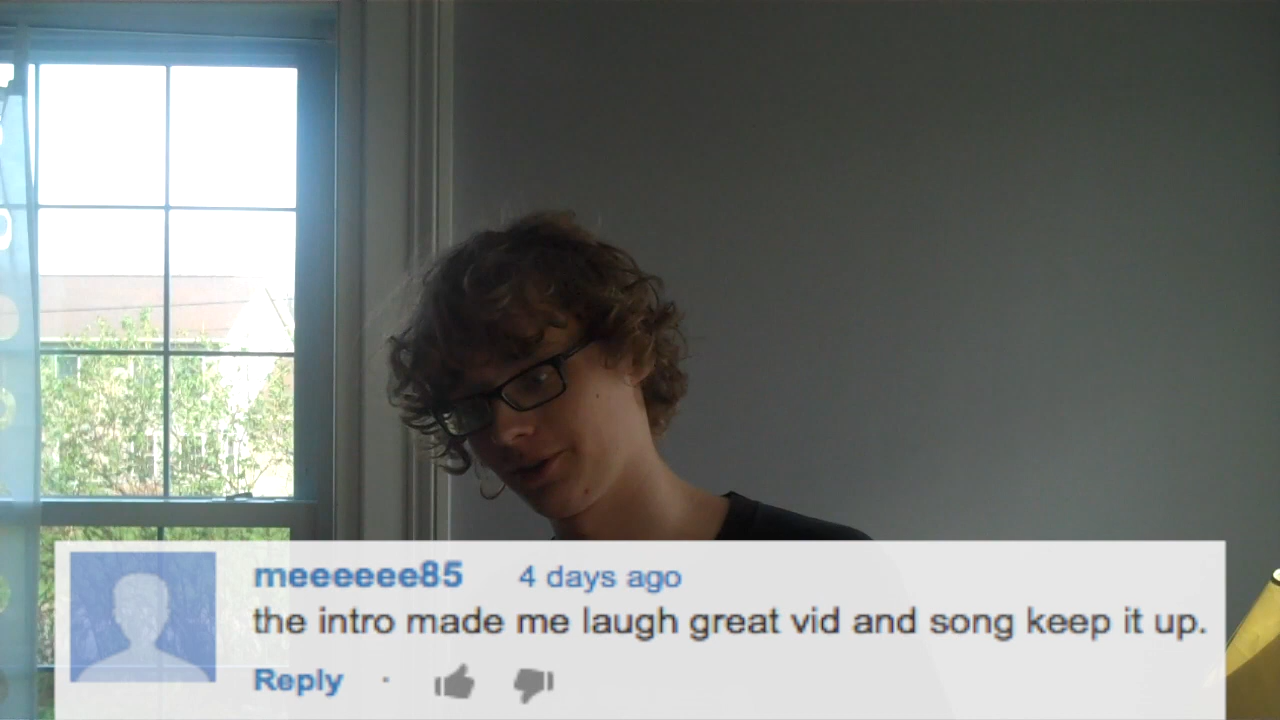 meeeeee85 4 days ago
the intro made me laugh great vid and song keep it up.
Reply ·